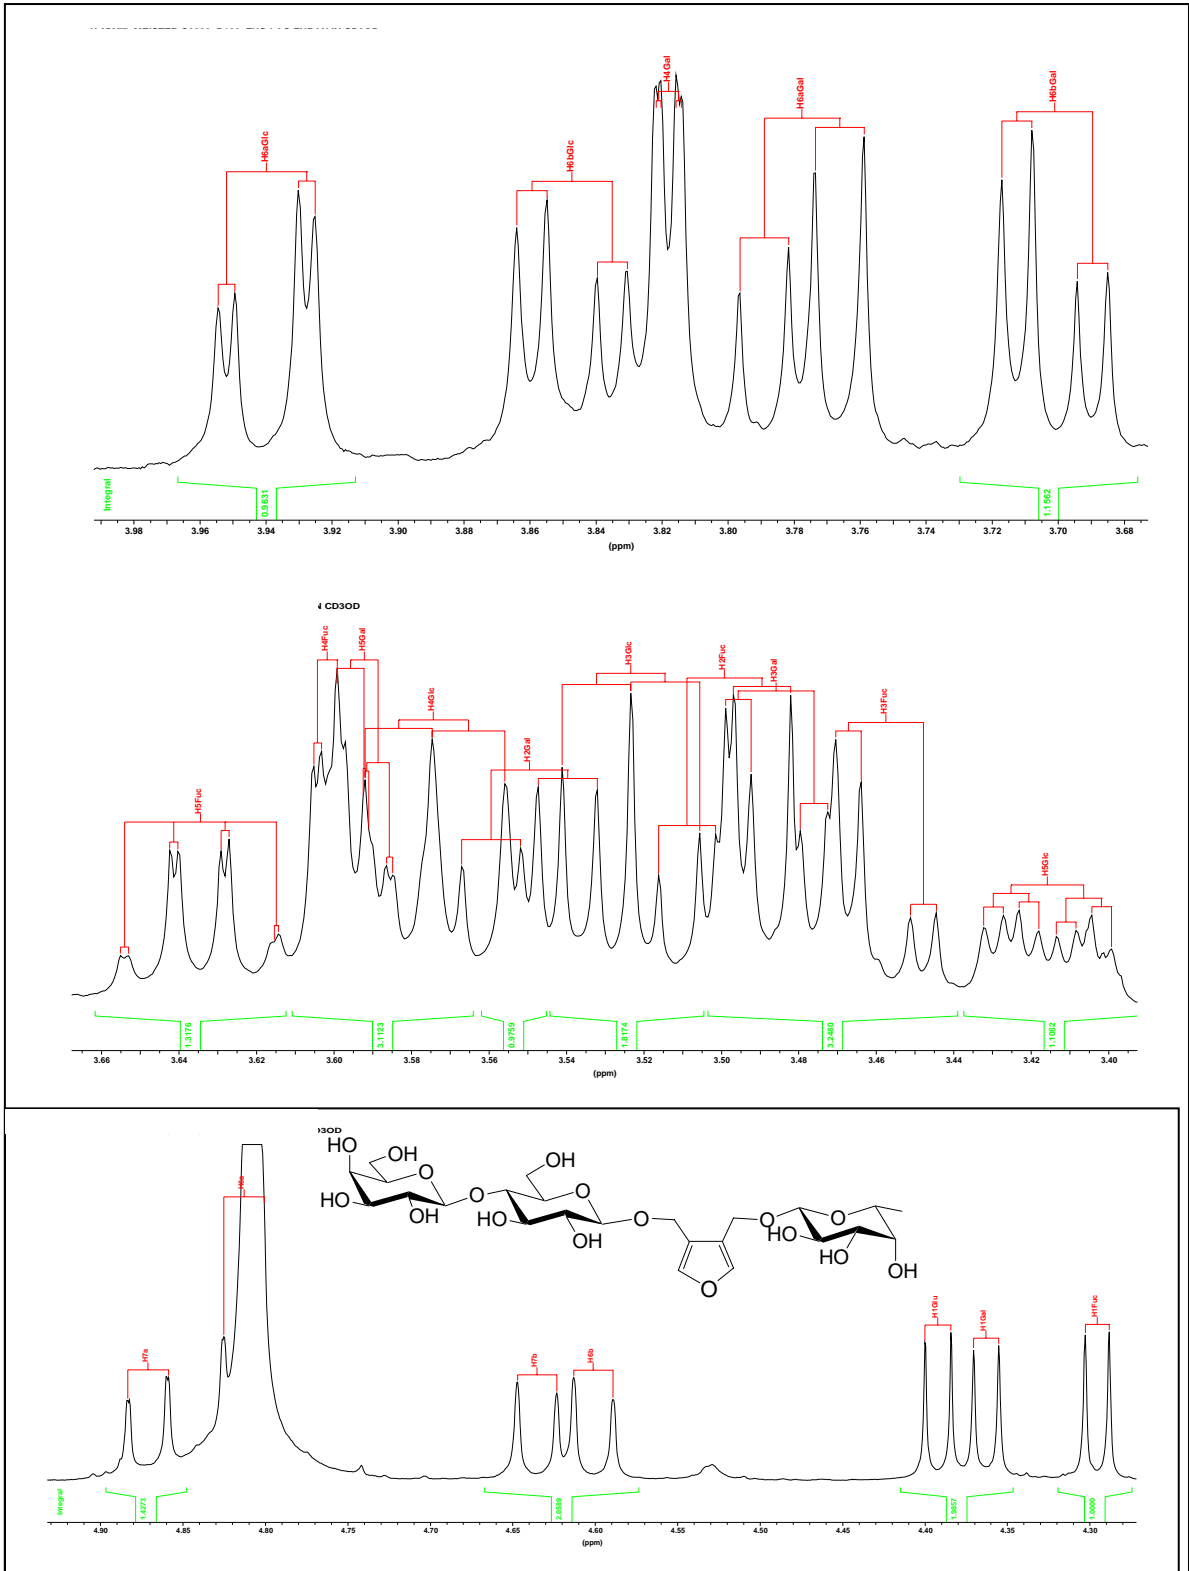 H6aGlc
H6bGlc
H4Gal
H6aGal
H6bGal
Integral
0.9631
1.1562
3.98 3.96 3.94 3.92 3.90 3.88 3.86 3.84 3.82 3.80 3.78 3.76 3.74 3.72 3.70 3.68
(ppm)
CD3OD
H5Fuc
H4Fuc
H5Gal
H4Glc
H2Gal
H3Glc
H2Fuc
H3Gal
H3Fuc
H5Glc
1.3176
3.1123
0.9759
1.8174
3.2480
1.1082
3.66 3.64 3.62 3.60 3.58 3.56 3.54 3.52 3.50 3.48 3.46 3.44 3.42 3.40
(ppm)
3OD
HO
OH
O
HO
OH
O
OH
O
HO
OH
O
O
O
O
HO
HO
OH
H7a
H6a
H7b
H6b
H1Glu
H1Gal
H1Fuc
Integral
1.4273
2.0889
1.9857
1.0000
4.90 4.85 4.80 4.75 4.70 4.65 4.60 4.55 4.50 4.45 4.40 4.35 4.30
(ppm)